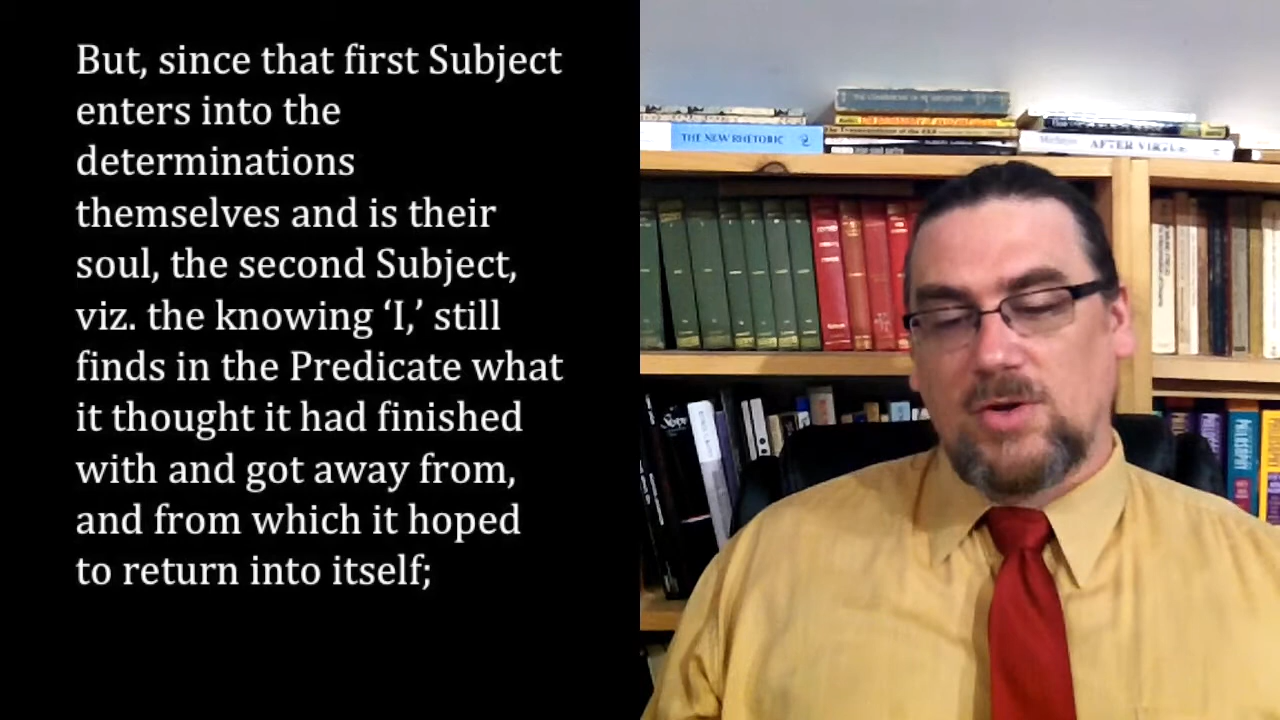 But, since that first Subject
enters into the
determinations
themselves and is their
soul, the second Subject,
viz. the knowing ‘I,’ still
finds in the Predicate what
it thought it had finished
with and got away from,
and from which it hoped
to return into itself;
THE NEW RHETORIC
AFTER VIRTUE
PHILOSOPHY